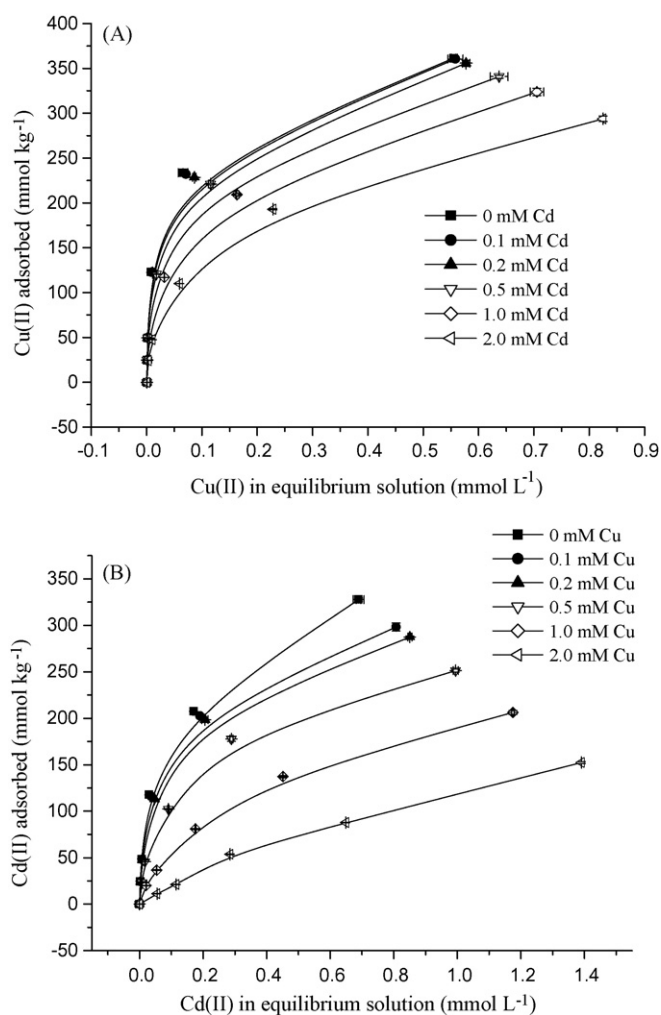 (A)
400
350
300
250
200
150
100
50
0
-50
Cu(II) adsorbed (mmol kg⁻¹)
0 mM Cd
0.1 mM Cd
0.2 mM Cd
0.5 mM Cd
1.0 mM Cd
2.0 mM Cd
-0.1 0.0 0.1 0.2 0.3 0.4 0.5 0.6 0.7 0.8 0.9
Cu(II) in equilibrium solution (mmol L⁻¹)
(B)
350
300
250
200
150
100
50
0
-50
Cd(II) adsorbed (mmol kg⁻¹)
0 mM Cu
0.1 mM Cu
0.2 mM Cu
0.5 mM Cu
1.0 mM Cu
2.0 mM Cu
0.0 0.2 0.4 0.6 0.8 1.0 1.2 1.4
Cd(II) in equilibrium solution (mmol L⁻¹)